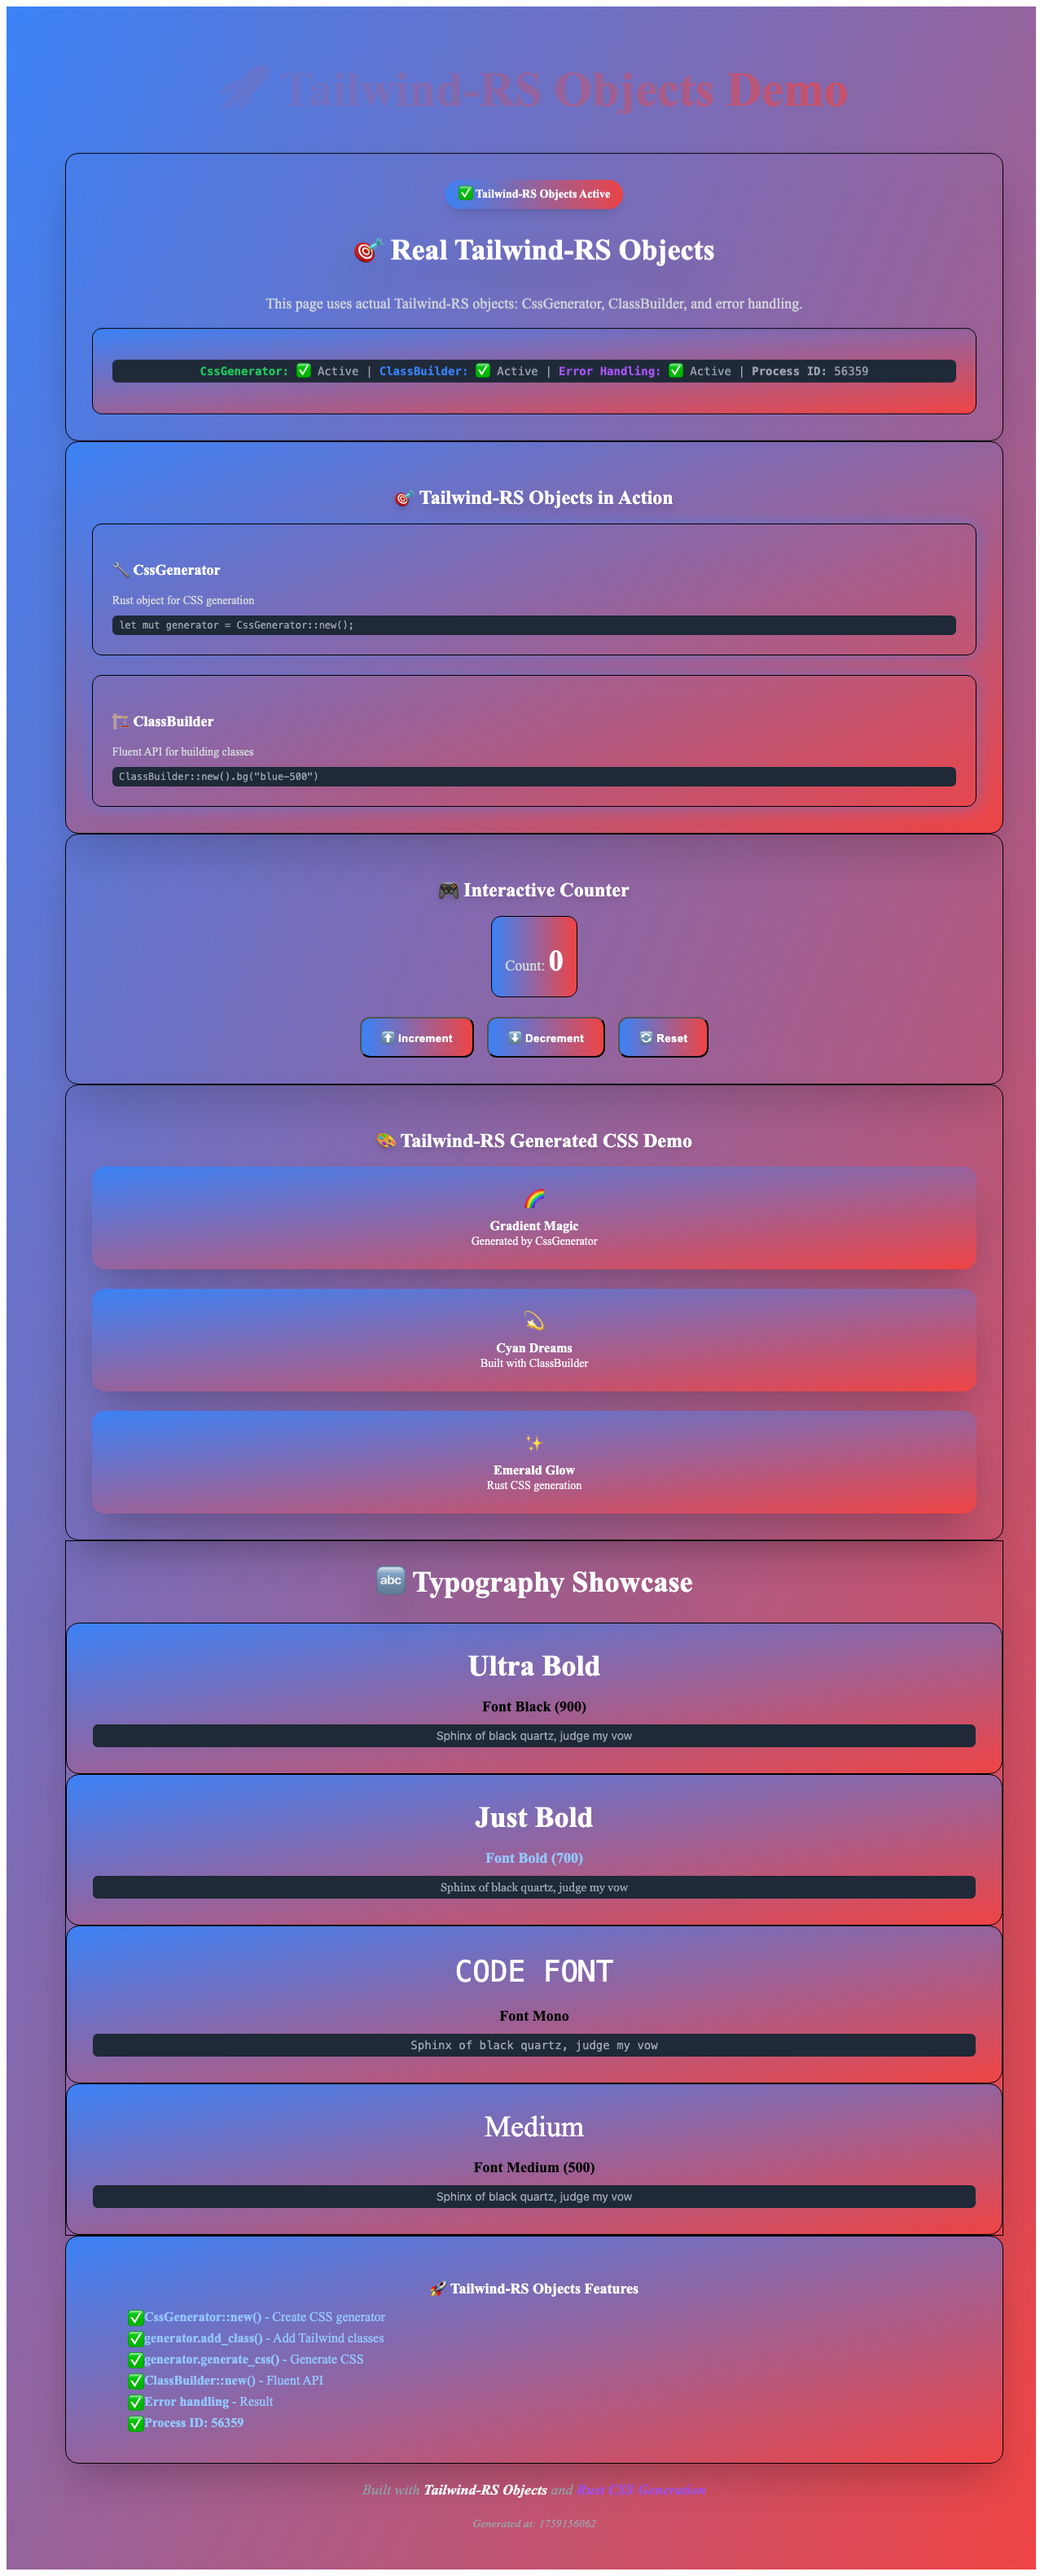 🚀 Tailwind-RS Objects Demo
✅ Tailwind-RS Objects Active
🎯 Real Tailwind-RS Objects
This page uses actual Tailwind-RS objects: CssGenerator, ClassBuilder, and error handling.
CssGenerator: ✅ Active | ClassBuilder: ✅ Active | Error Handling: ✅ Active | Process ID: 56359
🎯 Tailwind-RS Objects in Action
🔧 CssGenerator
Rust object for CSS generation
let mut generator = CssGenerator::new();
🏗️ ClassBuilder
Fluent API for building classes
ClassBuilder::new().bg("blue-500")
🎮 Interactive Counter
Count: 0
⬆️ Increment ⬇️ Decrement 🔄 Reset
🎨 Tailwind-RS Generated CSS Demo
🌈
Gradient Magic
Generated by CssGenerator
💫
Cyan Dreams
Built with ClassBuilder
✨
Emerald Glow
Rust CSS generation
🔤 Typography Showcase
Ultra Bold
Font Black (900)
Sphinx of black quartz, judge my vow
Just Bold
Font Bold (700)
Sphinx of black quartz, judge my vow
CODE FONT
Font Mono
Sphinx of black quartz, judge my vow
Medium
Font Medium (500)
Sphinx of black quartz, judge my vow
🚀 Tailwind-RS Objects Features
✅CssGenerator::new() - Create CSS generator
✅generator.add_class() - Add Tailwind classes
✅generator.generate_css() - Generate CSS
✅ClassBuilder::new() - Fluent API
✅Error handling - Result
✅Process ID: 56359
Built with Tailwind-RS Objects and Rust CSS Generation
Generated at: 1759156062